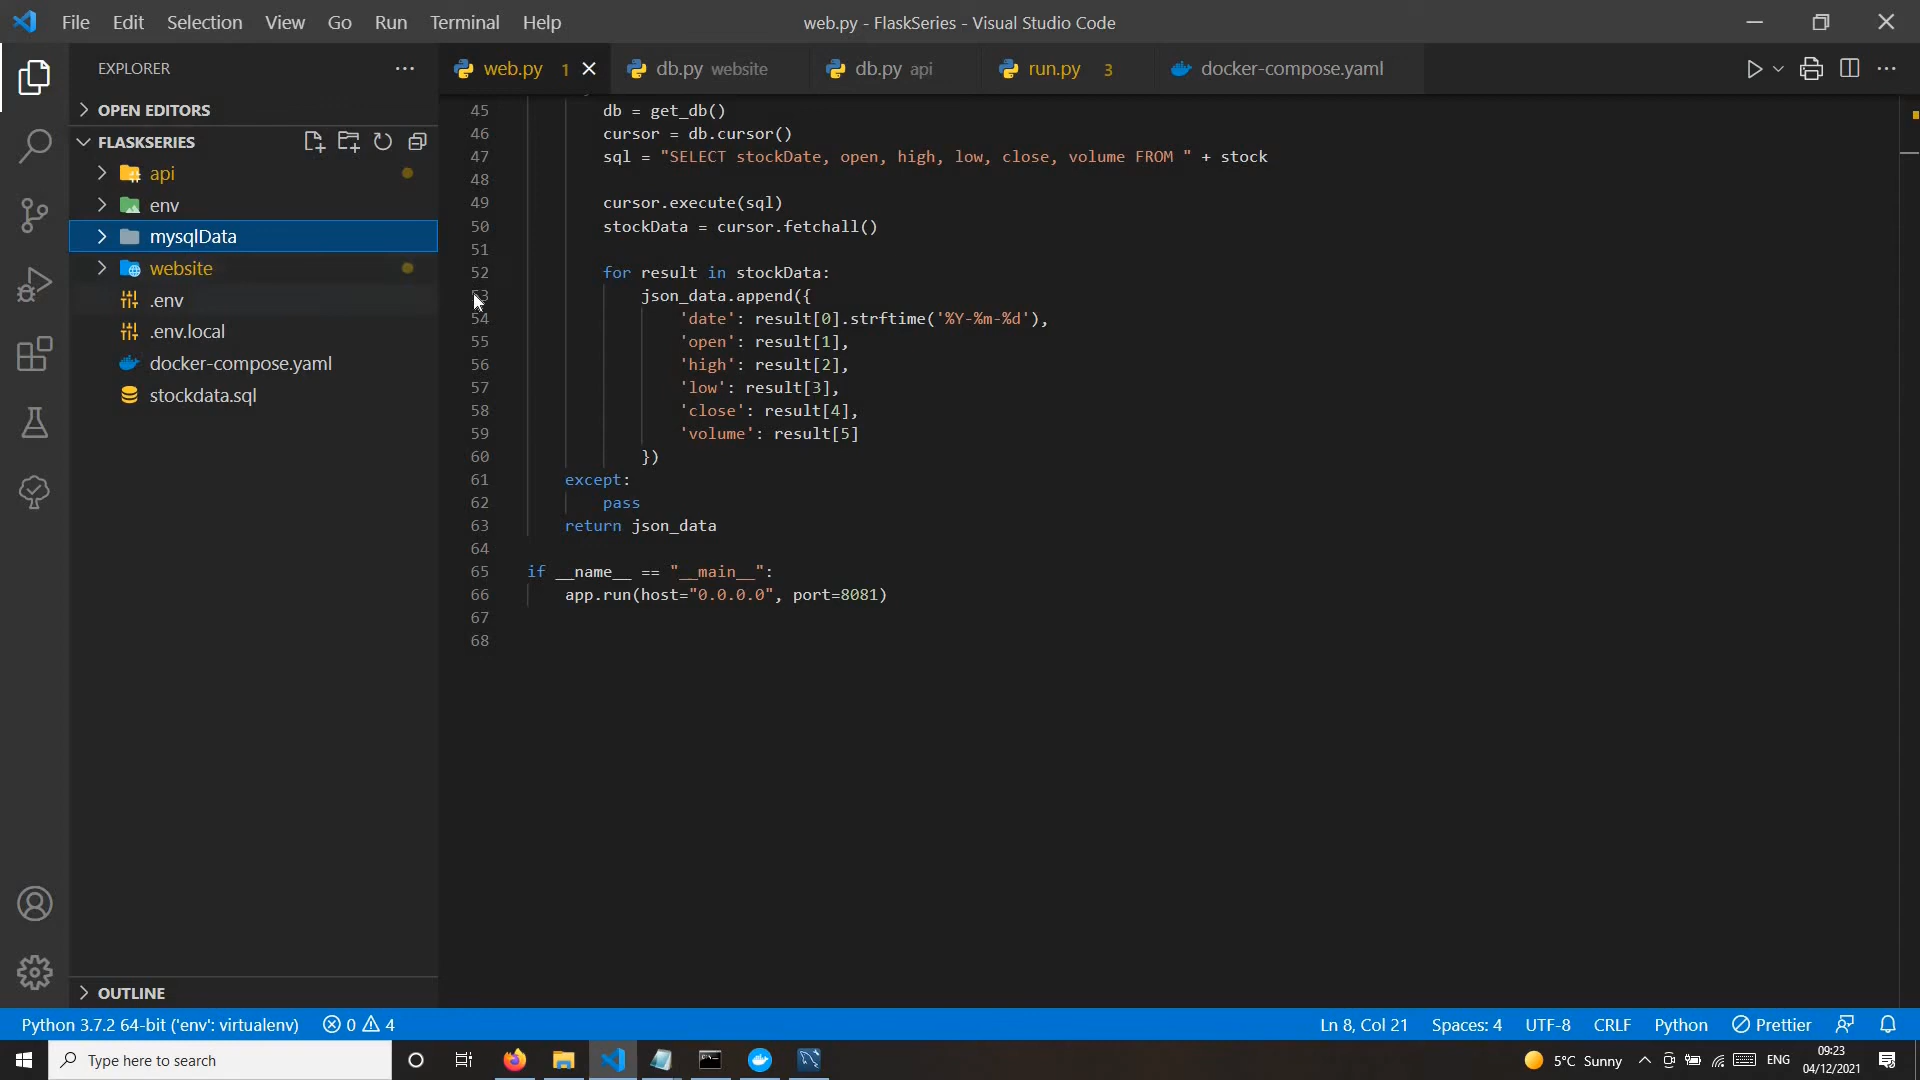 File Edit Selection View Go Run Terminal Help
web.py - FlaskSeries - Visual Studio Code
EXPLORER
OPEN EDITORS
FLASKSERIES
api
env
mysqlData
website
.env
.env.local
docker-compose.yaml
stockdata.sql
OUTLINE
web.py 1
db.py website
db.py api
run.py 3
docker-compose.yaml
45 db = get_db()
46 cursor = db.cursor()
47 sql = "SELECT stockDate, open, high, low, close, volume FROM " + stock
48
49 cursor.execute(sql)
50 stockData = cursor.fetchall()
51
52 for result in stockData:
53 json_data.append({
54 'date': result[0].strftime('%Y-%m-%d'),
55 'open': result[1],
56 'high': result[2],
57 'low': result[3],
58 'close': result[4],
59 'volume': result[5]
60 })
61 except:
62 pass
63 return json_data
64
65 if __name__ == "__main__":
66 app.run(host="0.0.0.0", port=8081)
67
68
Python 3.7.2 64-bit ('env': virtualenv) 0 4
Ln 8, Col 21 Spaces: 4 UTF-8 CRLF Python Prettier
Type here to search
5°C Sunny
ENG
09:23
04/12/2021